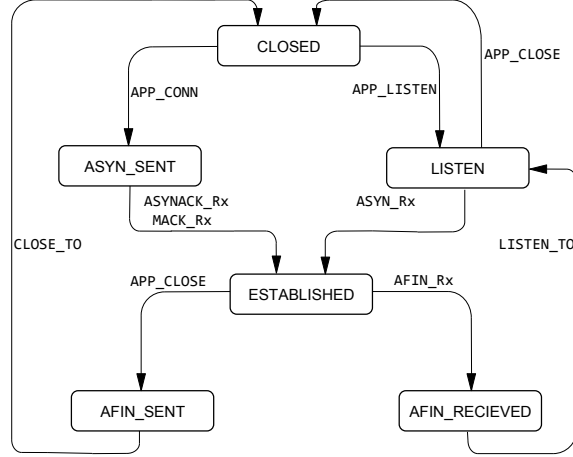 CLOSED
APP_CLOSE
APP_CONN
APP_LISTEN
ASYN_SENT
LISTEN
ASYNACK_Rx
MACK_Rx
ASYN_Rx
CLOSE_TO
LISTEN_TO
APP_CLOSE
ESTABLISHED
AFIN_Rx
AFIN_SENT
AFIN_RECIEVED